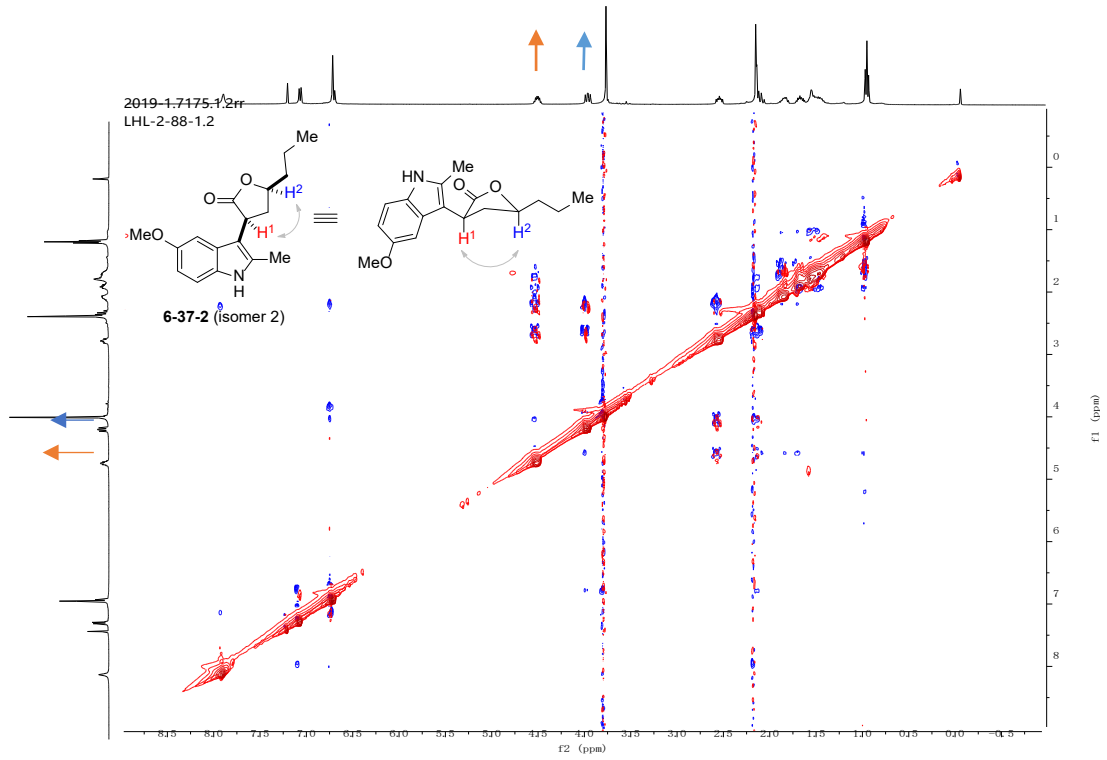 2019-1.7175.1.2rr
LHL-2-88-1.2
Me
O
O
H2
H1
MeO
Me
N
H
6-37-2 (isomer 2)
HN
Me
O
O
Me
H1
H2
MeO
0
1
2
3
4
5
6
7
8
f1 (ppm)
8.5 8.0 7.5 7.0 6.5 6.0 5.5 5.0 4.5 4.0 3.5 3.0 2.5 2.0 1.5 1.0 0.5 0.0 -0.5
f2 (ppm)